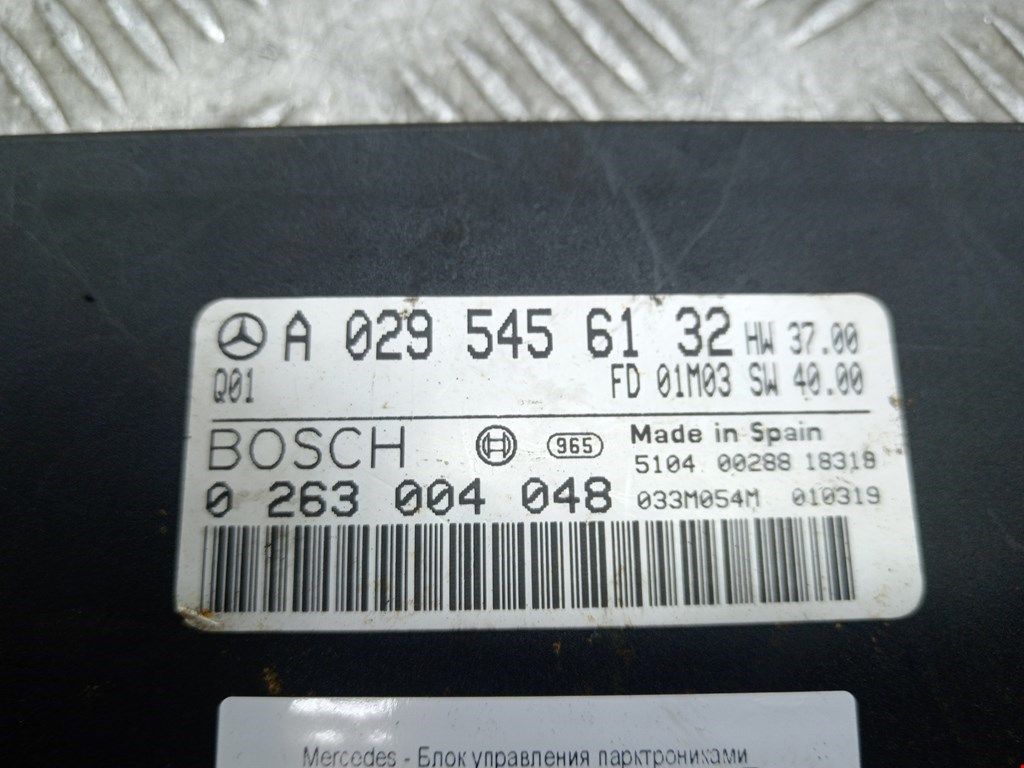 A 029 545 61 32 HW 37.00
Q01 FD 01M03 SW 40.00
BOSCH 965 Made in Spain
5104 00288 18318
0 263 004 048 033M054M 010319
Mercedes - Блок управления парктрониками